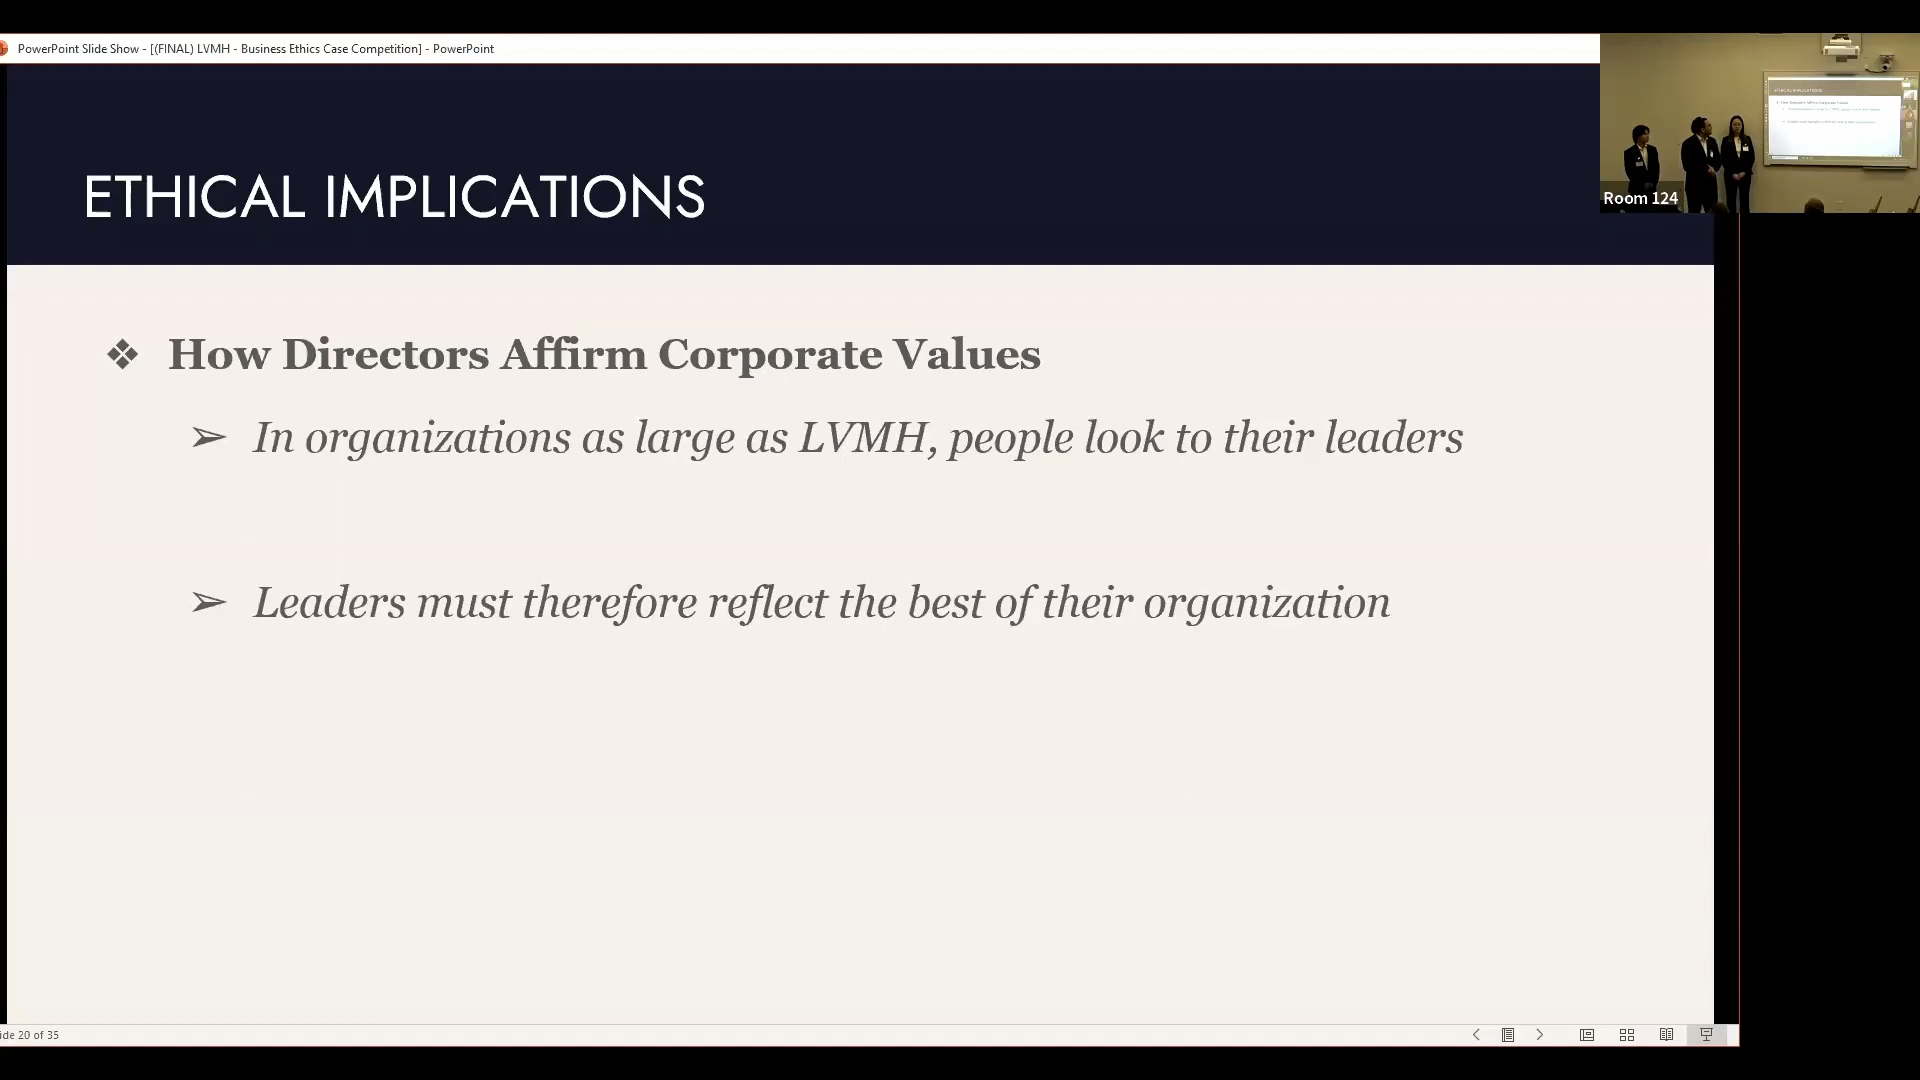 PowerPoint Slide Show - [(FINAL) LVMH - Business Ethics Case Competition] - PowerPoint
ETHICAL IMPLICATIONS
Room 124
❖ How Directors Affirm Corporate Values
➢ In organizations as large as LVMH, people look to their leaders
➢ Leaders must therefore reflect the best of their organization
ide 20 of 35